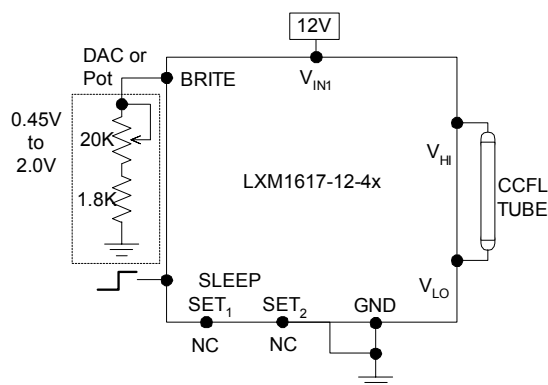 12V
DAC or
Pot
BRITE
V_IN1
0.45V
to
2.0V
20K
1.8K
LXM1617-12-4x
V_HI
CCFL
TUBE
V_LO
SLEEP
SET_1
SET_2
GND
NC
NC